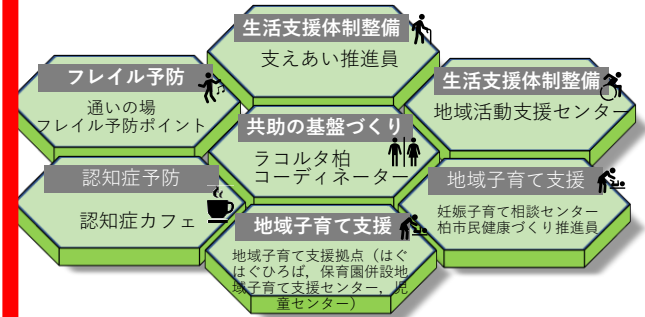 生活支援体制整備
支えあい推進員
フレイル予防
通いの場
フレイル予防ポイント
生活支援体制整備
地域活動支援センター
共助の基盤づくり
ラコルタ柏
コーディネーター
認知症予防
認知症カフェ
地域子育て支援
妊娠子育て相談センター
柏市民健康づくり推進員
地域子育て支援
地域子育て支援拠点（はぐ
はぐひろば，保育園併設地
域子育て支援センター，児
童センター）